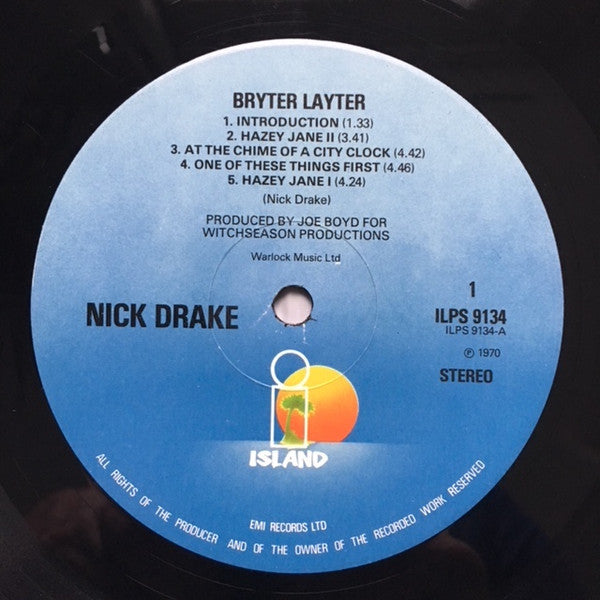 BRYTER LAYTER
1. INTRODUCTION (1.33)
2. HAZEY JANE II (3.41)
3. AT THE CHIME OF A CITY CLOCK (4.42)
4. ONE OF THESE THINGS FIRST (4.46)
5. HAZEY JANE I (4.24)
(Nick Drake)
PRODUCED BY JOE BOYD FOR
WITCHSEASON PRODUCTIONS
Warlock Music Ltd
NICK DRAKE
1
ILPS 9134
ILPS 9134-A
℗ 1970
STEREO
i
ISLAND
EMI RECORDS LTD
ALL RIGHTS OF THE PRODUCER AND OF THE OWNER OF THE RECORDED WORK RESERVED